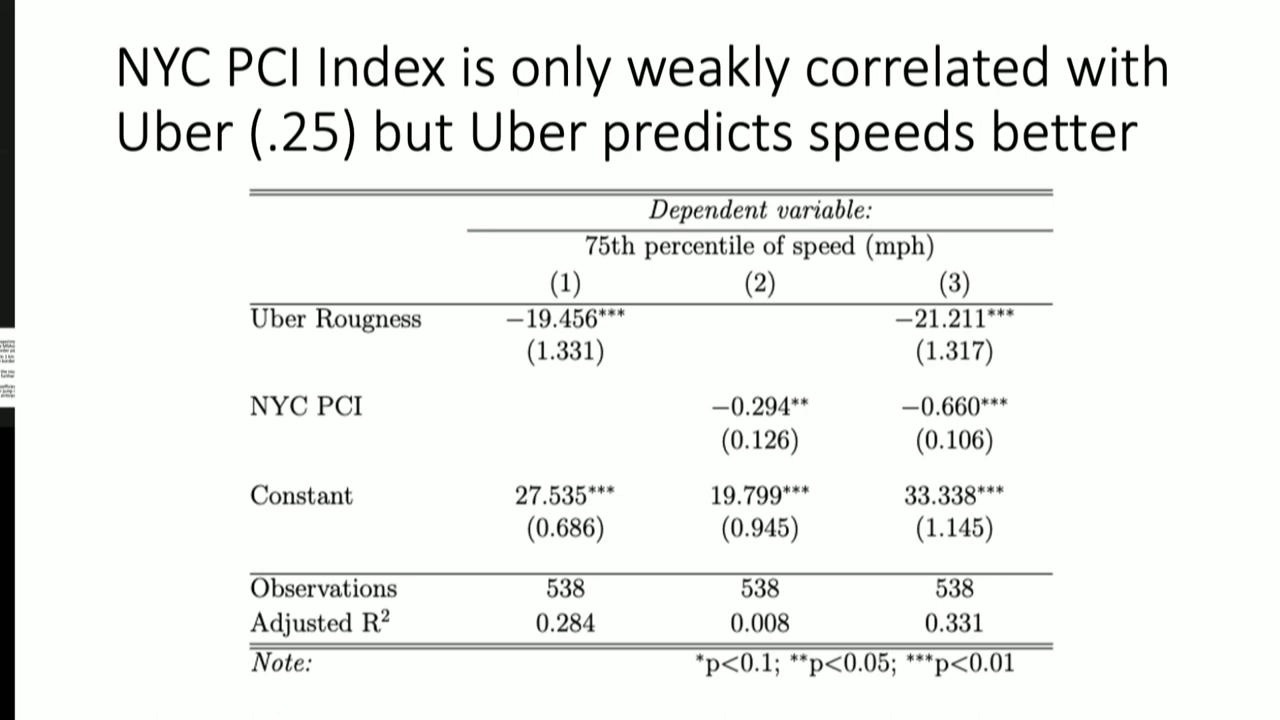 NYC PCI Index is only weakly correlated with
Uber (.25) but Uber predicts speeds better
Dependent variable:
75th percentile of speed (mph)
(1) (2) (3)
Uber Rougness −19.456*** −21.211***
(1.331) (1.317)
NYC PCI −0.294** −0.660***
(0.126) (0.106)
Constant 27.535*** 19.799*** 33.338***
(0.686) (0.945) (1.145)
Observations 538 538 538
Adjusted R² 0.284 0.008 0.331
Note: *p<0.1; **p<0.05; ***p<0.01